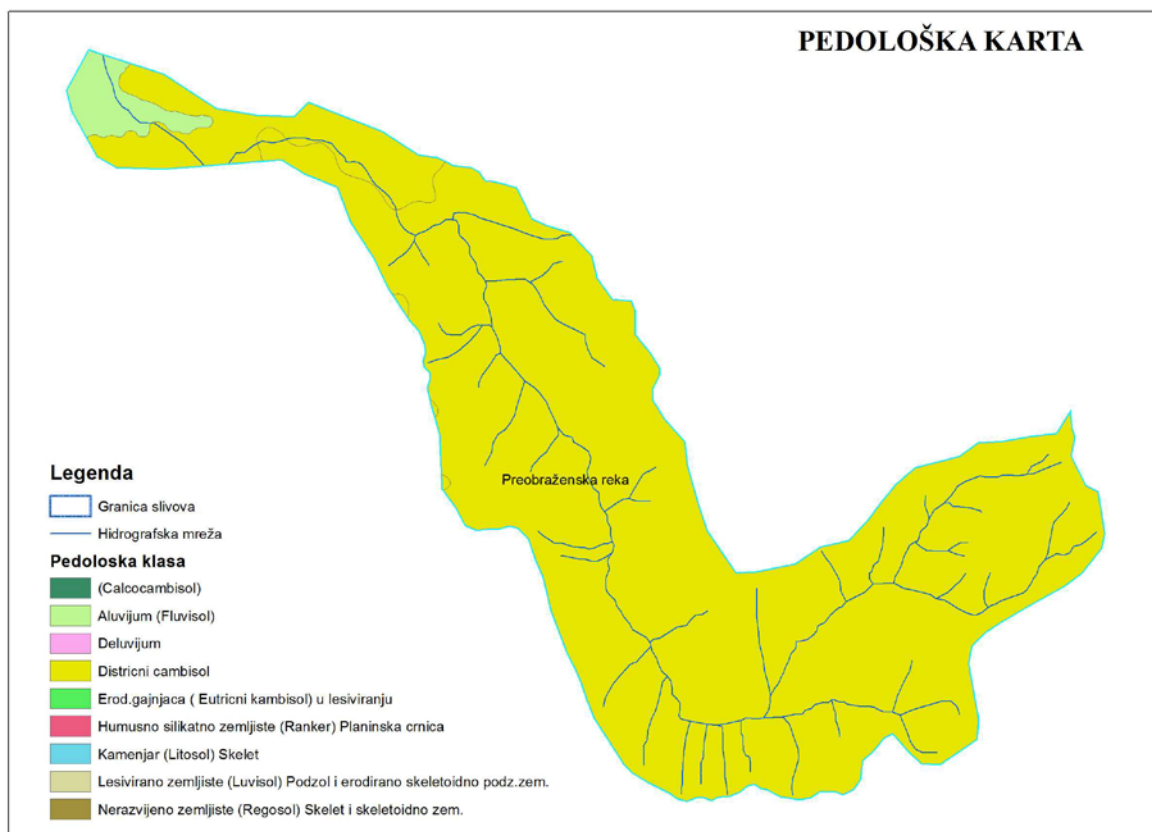 PEDOLOŠKA KARTA
Preobraženska reka
Legenda
Granica slivova
Hidrografska mreža
Pedoloska klasa
(Calcocambisol)
Aluvijum (Fluvisol)
Deluvijum
Districni cambisol
Erod.gajnjaca ( Eutricni kambisol) u lesiviranju
Humusno silikatno zemljiste (Ranker) Planinska crnica
Kamenjar (Litosol) Skelet
Lesivirano zemljiste (Luvisol) Podzol i erodirano skeletoidno podz.zem.
Nerazvijeno zemljiste (Regosol) Skelet i skeletoidno zem.